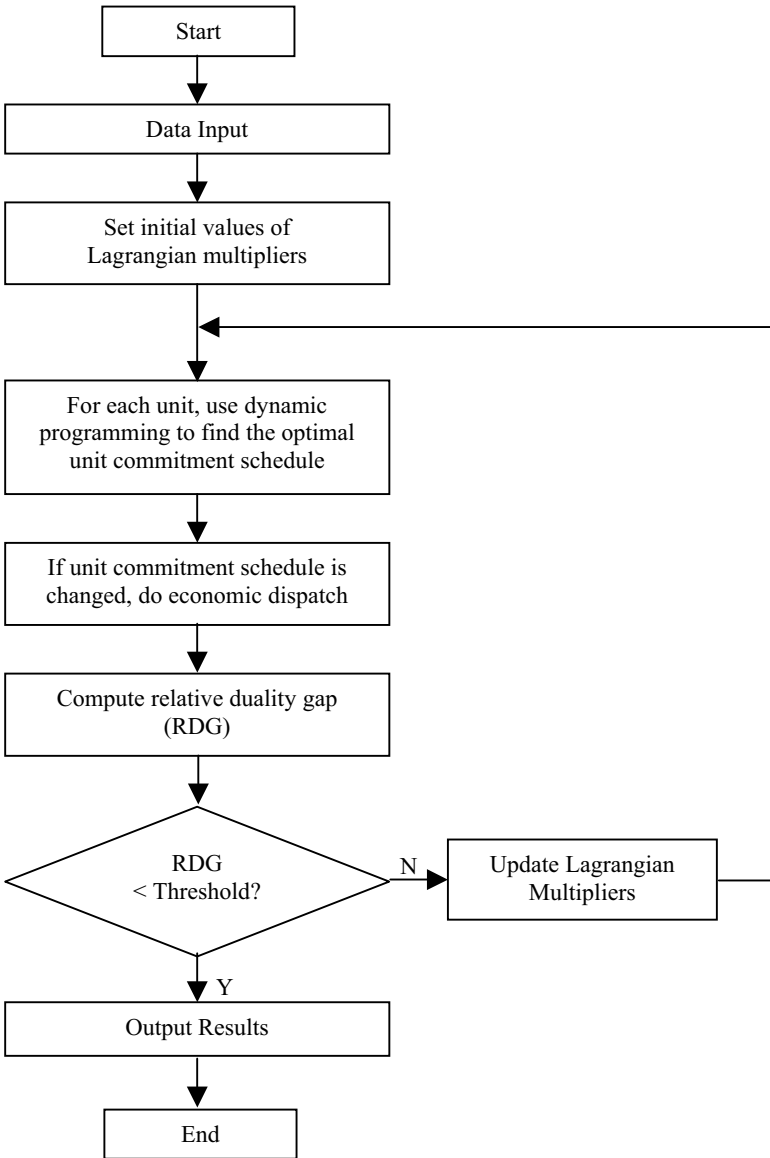 Start
Data Input
Set initial values of
Lagrangian multipliers
For each unit, use dynamic
programming to find the optimal
unit commitment schedule
If unit commitment schedule is
changed, do economic dispatch
Compute relative duality gap
(RDG)
RDG
< Threshold?
N
Update Lagrangian
Multipliers
Y
Output Results
End